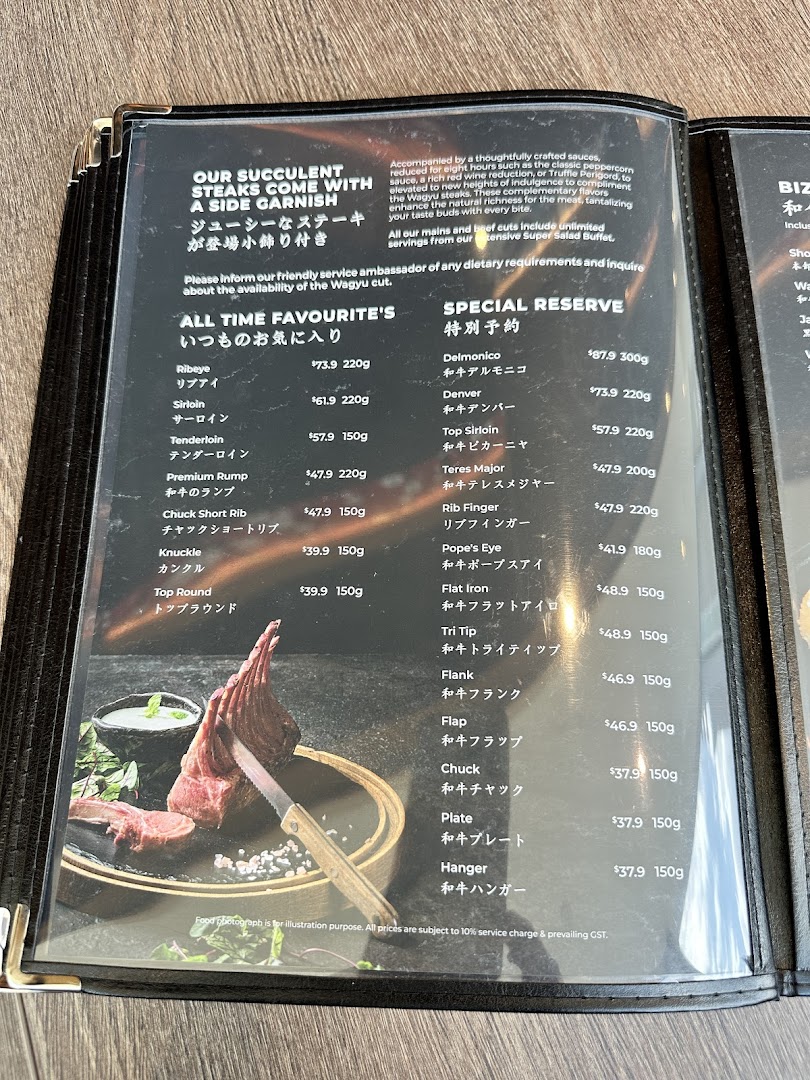 OUR SUCCULENT
STEAKS COME WITH
A SIDE GARNISH
ジューシーなステーキ
が登場小飾り付き
Accompanied by a thoughtfully crafted sauces,
reduced for eight hours such as the classic peppercorn
sauce, a rich red wine reduction, or Truffle Perigord, to
elevated to new heights of indulgence to compliment
the Wagyu steaks. These complementary flavors
enhance the natural richness for the meat, tantalizing
your taste buds with every bite.
All our mains and beef cuts include unlimited
servings from our extensive Super Salad Buffet.
Please inform our friendly service ambassador of any dietary requirements and inquire
about the availability of the Wagyu cut.
ALL TIME FAVOURITE'S
いつものお気に入り
Ribeye $73.9 220g
リブアイ
Sirloin $61.9 220g
サーロイン
Tenderloin $57.9 150g
テンダーロイン
Premium Rump $47.9 220g
和牛のランプ
Chuck Short Rib $47.9 150g
チャックショートリブ
Knuckle $39.9 150g
カンクル
Top Round $39.9 150g
トップラウンド
SPECIAL RESERVE
特別予約
Delmonico $87.9 300g
和牛デルモニコ
Denver $73.9 220g
和牛デンバー
Top Sirloin $57.9 220g
和牛ピカーニャ
Teres Major $47.9 200g
和牛テレスメジャー
Rib Finger $47.9 220g
リブフィンガー
Pope's Eye $41.9 180g
和牛ポープスアイ
Flat Iron $48.9 150g
和牛フラットアイロ
Tri Tip $48.9 150g
和牛トライティップ
Flank $46.9 150g
和牛フランク
Flap $46.9 150g
和牛フラップ
Chuck $37.9 150g
和牛チャック
Plate $37.9 150g
和牛プレート
Hanger $37.9 150g
和牛ハンガー
Food photograph is for illustration purpose. All prices are subject to 10% service charge & prevailing GST.